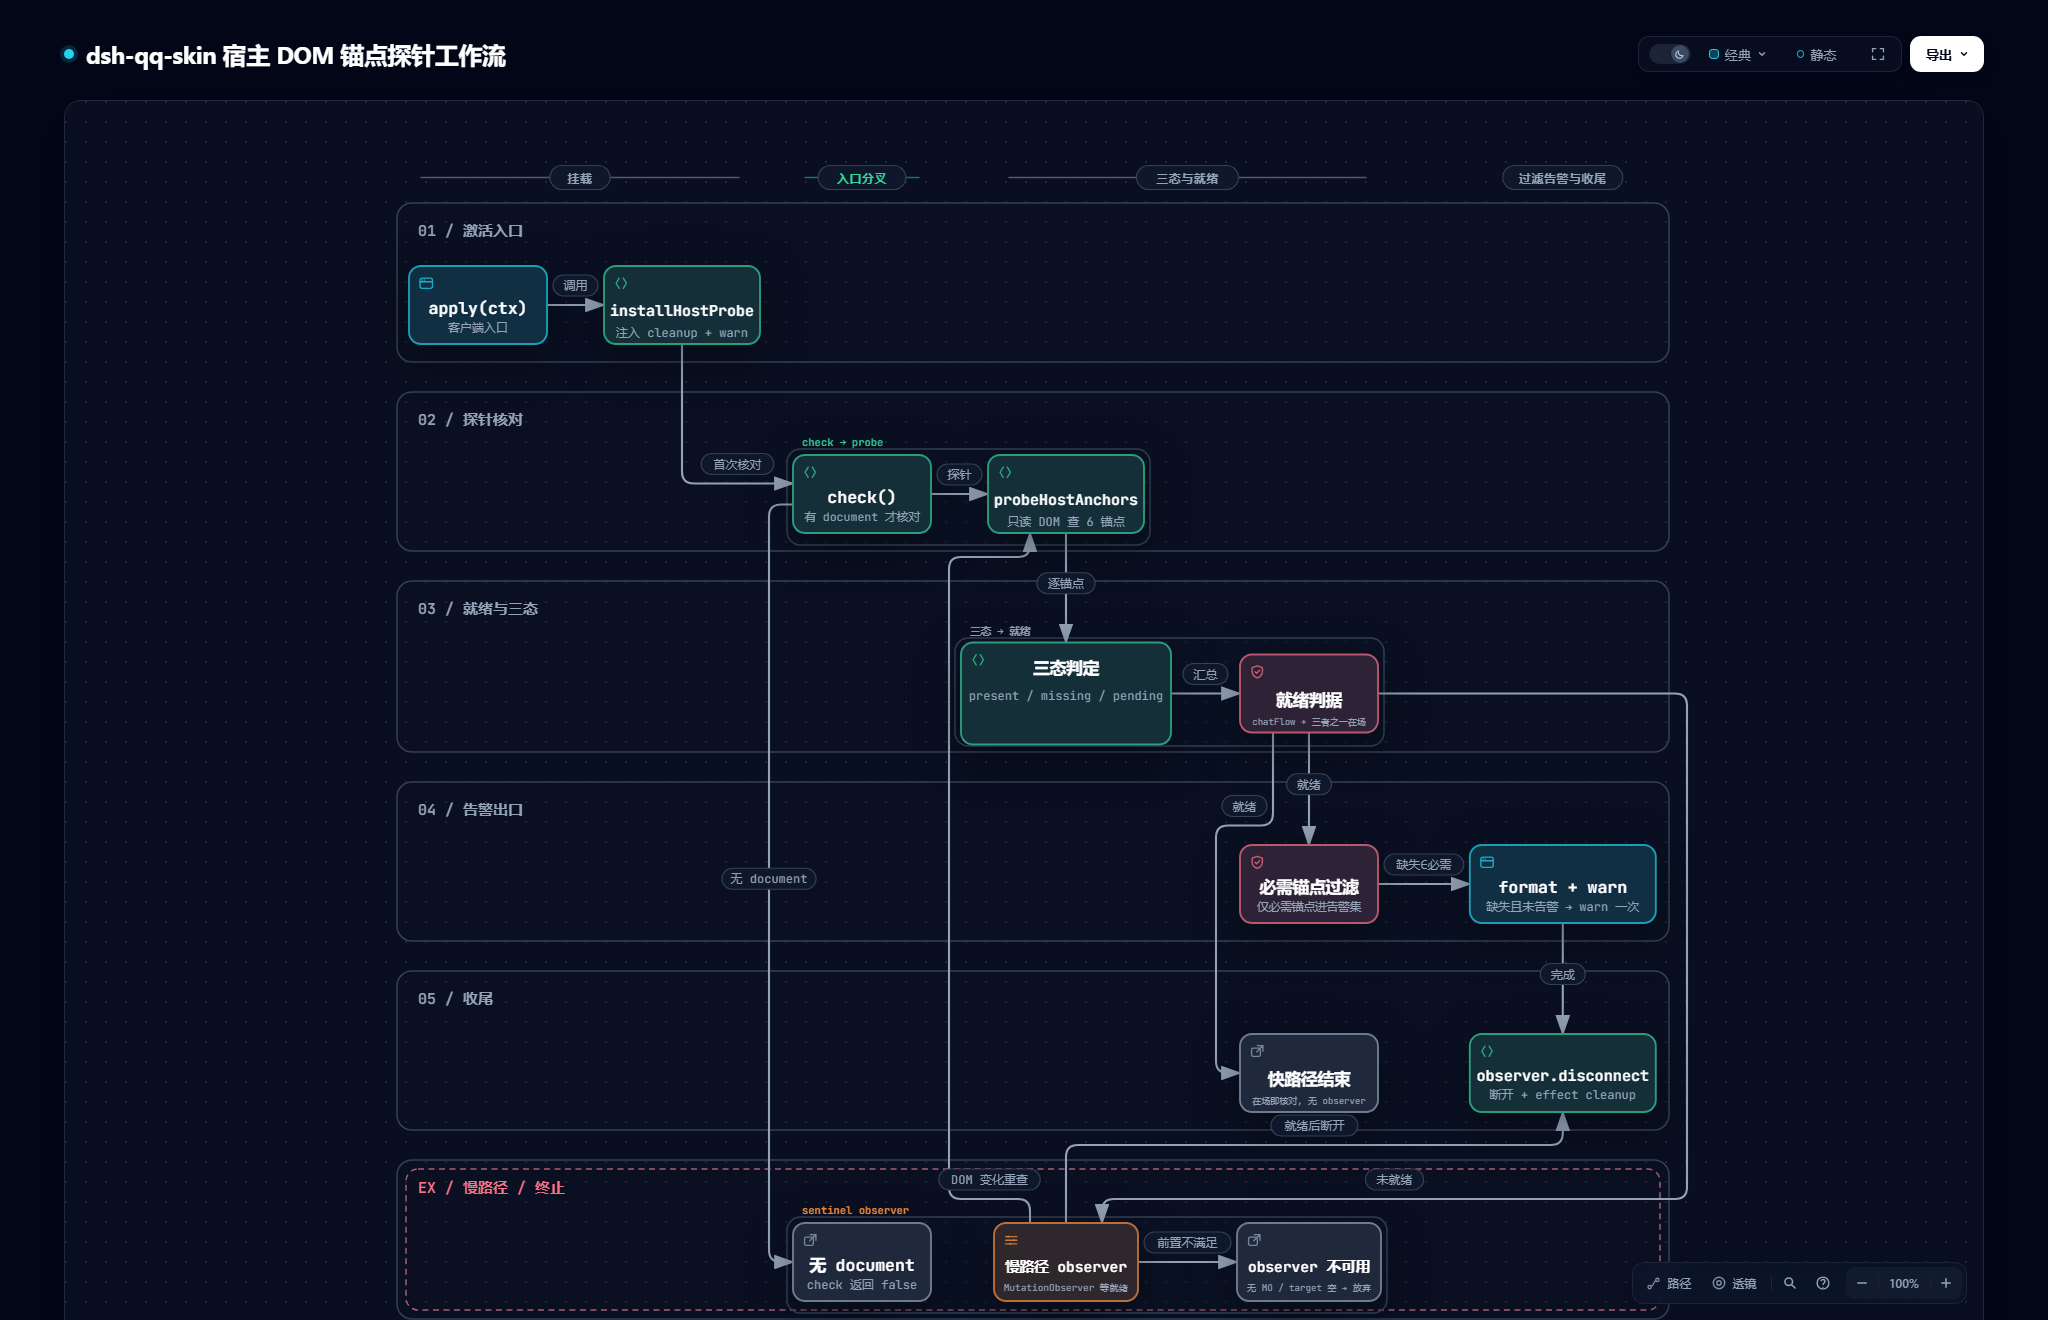 dsh-qq-skin 宿主 DOM 锚点探针工作流
经典
静态
导出
挂载
入口分叉
三态与就绪
过滤告警与收尾
01 / 激活入口
apply(ctx)
客户端入口
调用
installHostProbe
注入 cleanup + warn
02 / 探针核对
首次核对
check → probe
check()
有 document 才核对
探针
probeHostAnchors
只读 DOM 查 6 锚点
逐锚点
03 / 就绪与三态
三态 → 就绪
三态判定
present / missing / pending
汇总
就绪判据
chatFlow + 三者之一在场
就绪
就绪
04 / 告警出口
无 document
必需锚点过滤
仅必需锚点进告警集
缺失∈必需
format + warn
缺失且未告警 → warn 一次
完成
05 / 收尾
快路径结束
在场即核对, 无 observer
observer.disconnect
断开 + effect cleanup
就绪后断开
DOM 变化重查
未就绪
EX / 慢路径 / 终止
sentinel observer
无 document
check 返回 false
慢路径 observer
MutationObserver 等就绪
前置不满足
observer 不可用
无 MO / target 空 → 放弃
路径
透镜
100%